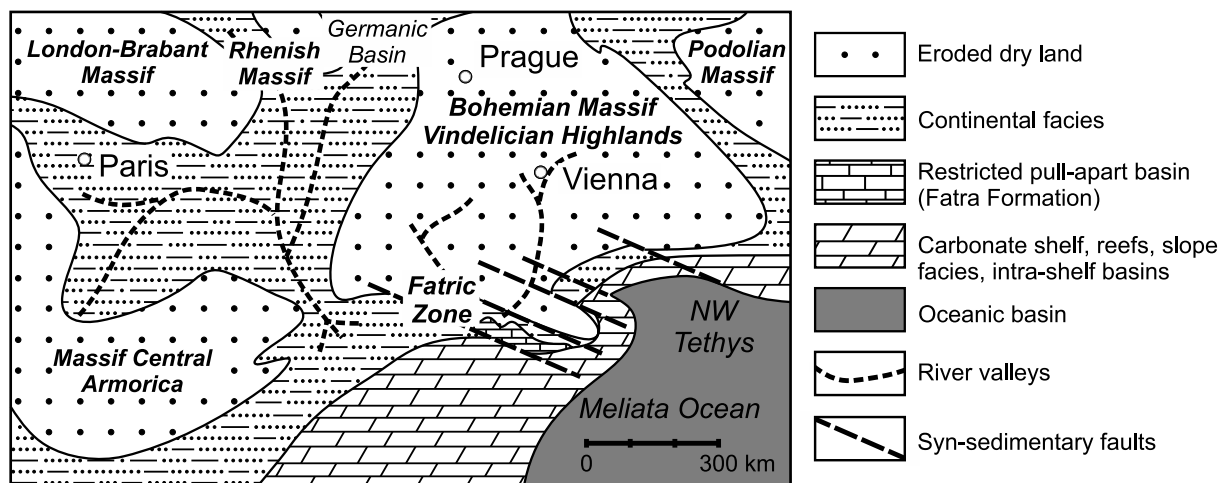 London-Brabant
Massif
Rhenish
Massif
Germanic
Basin
Prague
Podolian
Massif
Bohemian Massif
Vindelician Highlands
Paris
Vienna
Fatric
Zone
NW
Tethys
Massif Central
Armorica
Meliata Ocean
0 300 km
Eroded dry land
Continental facies
Restricted pull-apart basin
(Fatra Formation)
Carbonate shelf, reefs, slope
facies, intra-shelf basins
Oceanic basin
River valleys
Syn-sedimentary faults